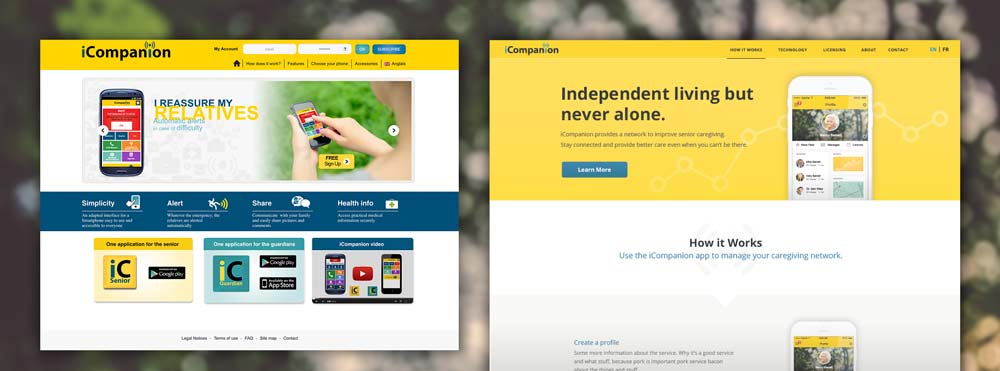 iCompanion
My Account
email
OK
SUBSCRIBE
How does it work?
Features
Choose your phone
Accessories
Anglais
I REASSURE MY
RELATIVES
Automatic alerts
in case of difficulty
FREE
Sign Up
Simplicity
An adapted interface for a
Smartphone easy to use and
accessible to everyone
Alert
Whatever the emergency, the
relatives are alerted
automatically
Share
Communicate with your family
and easily share pictures and
comments
Health info
Access practical medical
information securely
One application for the senior
iC
Senior
Google play
One application for the guardians
iC
Guardian
Google play
Available on the
App Store
iCompanion video
Legal Notices - Terms of use - FAQ - Site map - Contact
iCompanion
HOW IT WORKS
TECHNOLOGY
LICENSING
ABOUT
CONTACT
EN | FR
Independent living but
never alone.
iCompanion provides a network to improve senior caregiving.
Stay connected and provide better care even when you can't be there.
Learn More
Profile
How it Works
Use the iCompanion app to manage your caregiving network.
Create a profile
Some more information about the service. Why it's a good service
and what stuff, because pork is important pork service bacon
about the things and stuff.
Profile